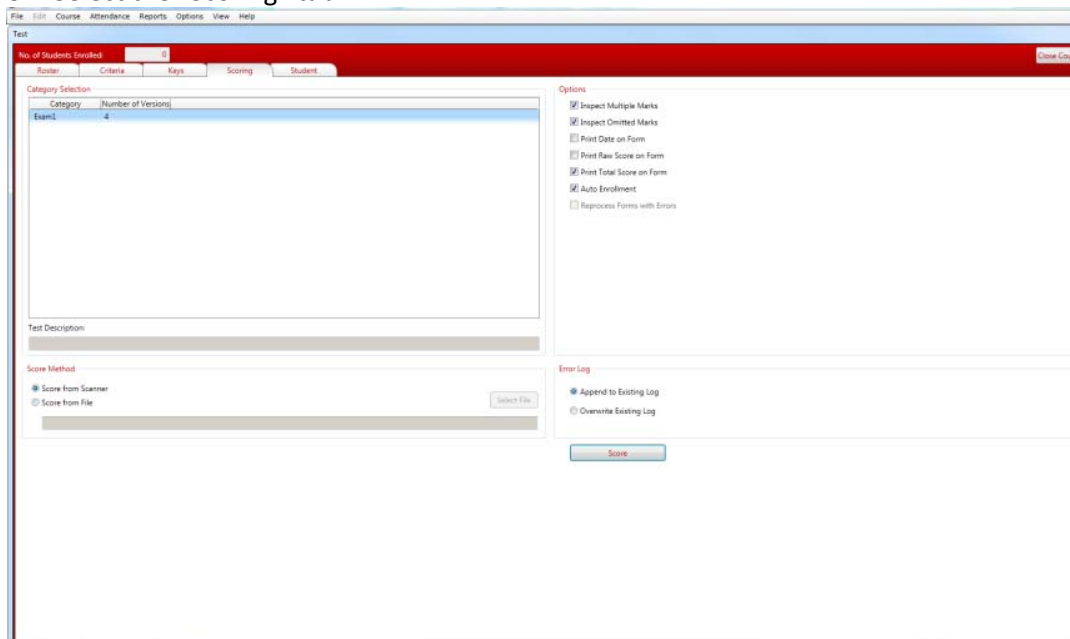 File Edit Course Attendance Reports Options View Help
Test
No. of Students Enrolled: 0
Close Cou
Roster Criteria Keys Scoring Student
Category Selection
Category Number of Versions
Exam1 4
Test Description:
Options
Inspect Multiple Marks
Inspect Omitted Marks
Print Date on Form
Print Raw Score on Form
Print Total Score on Form
Auto Enrollment
Reprocess Forms with Errors
Score Method
Score from Scanner
Score from File
Select File
Error Log
Append to Existing Log
Overwrite Existing Log
Score